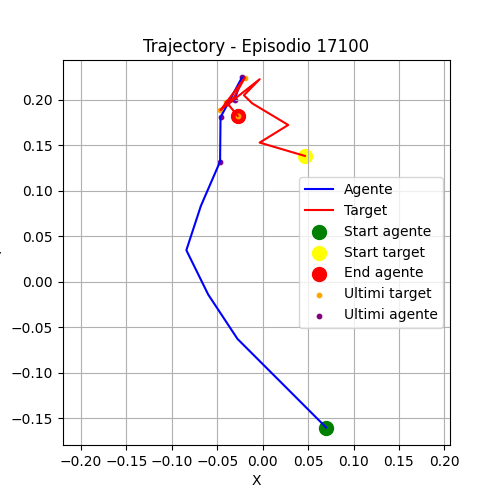 Trajectory - Episodio 17100
0.20
0.15
0.10
0.05
0.00
−0.05
−0.10
−0.15
Agente
Target
Start agente
Start target
End agente
Ultimi target
Ultimi agente
−0.20 −0.15 −0.10 −0.05 0.00 0.05 0.10 0.15 0.20
X